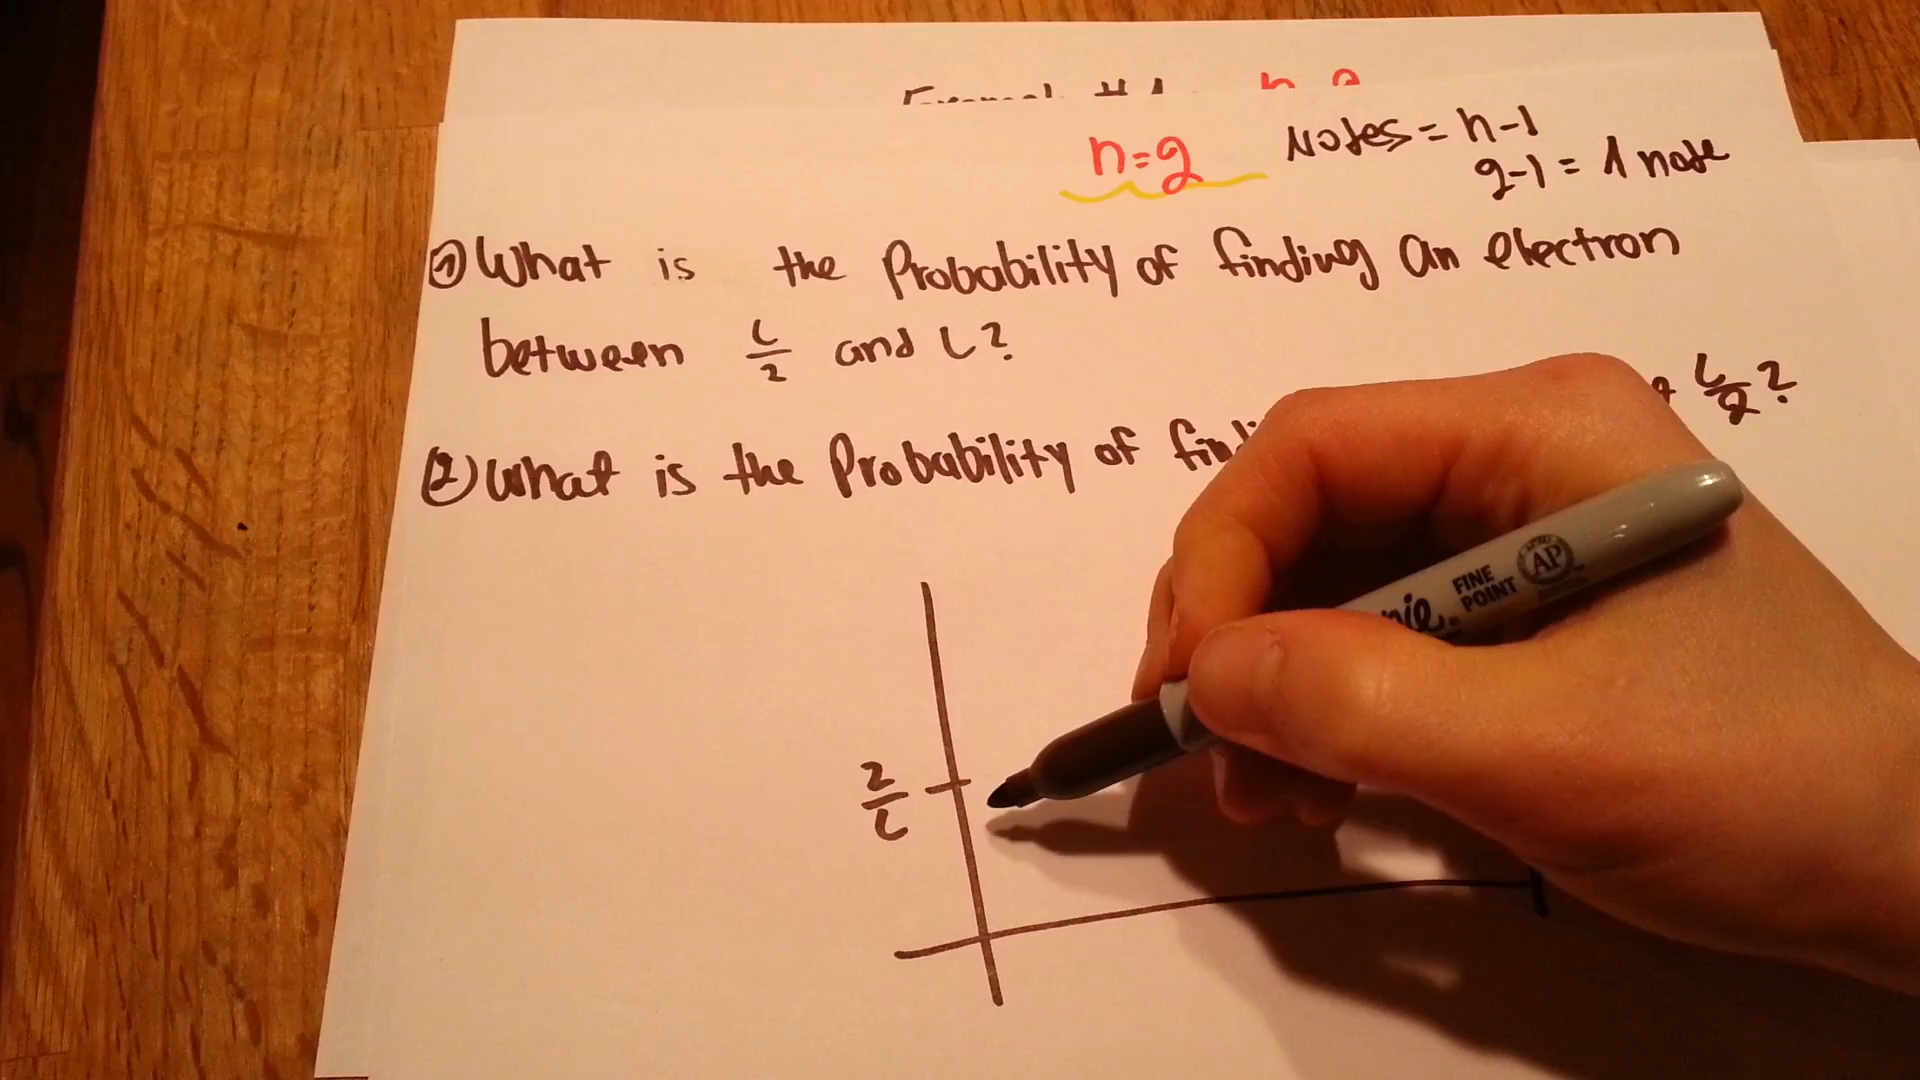 n=2
Nodes = n-1
2-1 = 1 node
① What is the Probability of finding an electron
between L/2 and L?
② What is the Probability of L/2?
2/L
FINE
POINT
AP